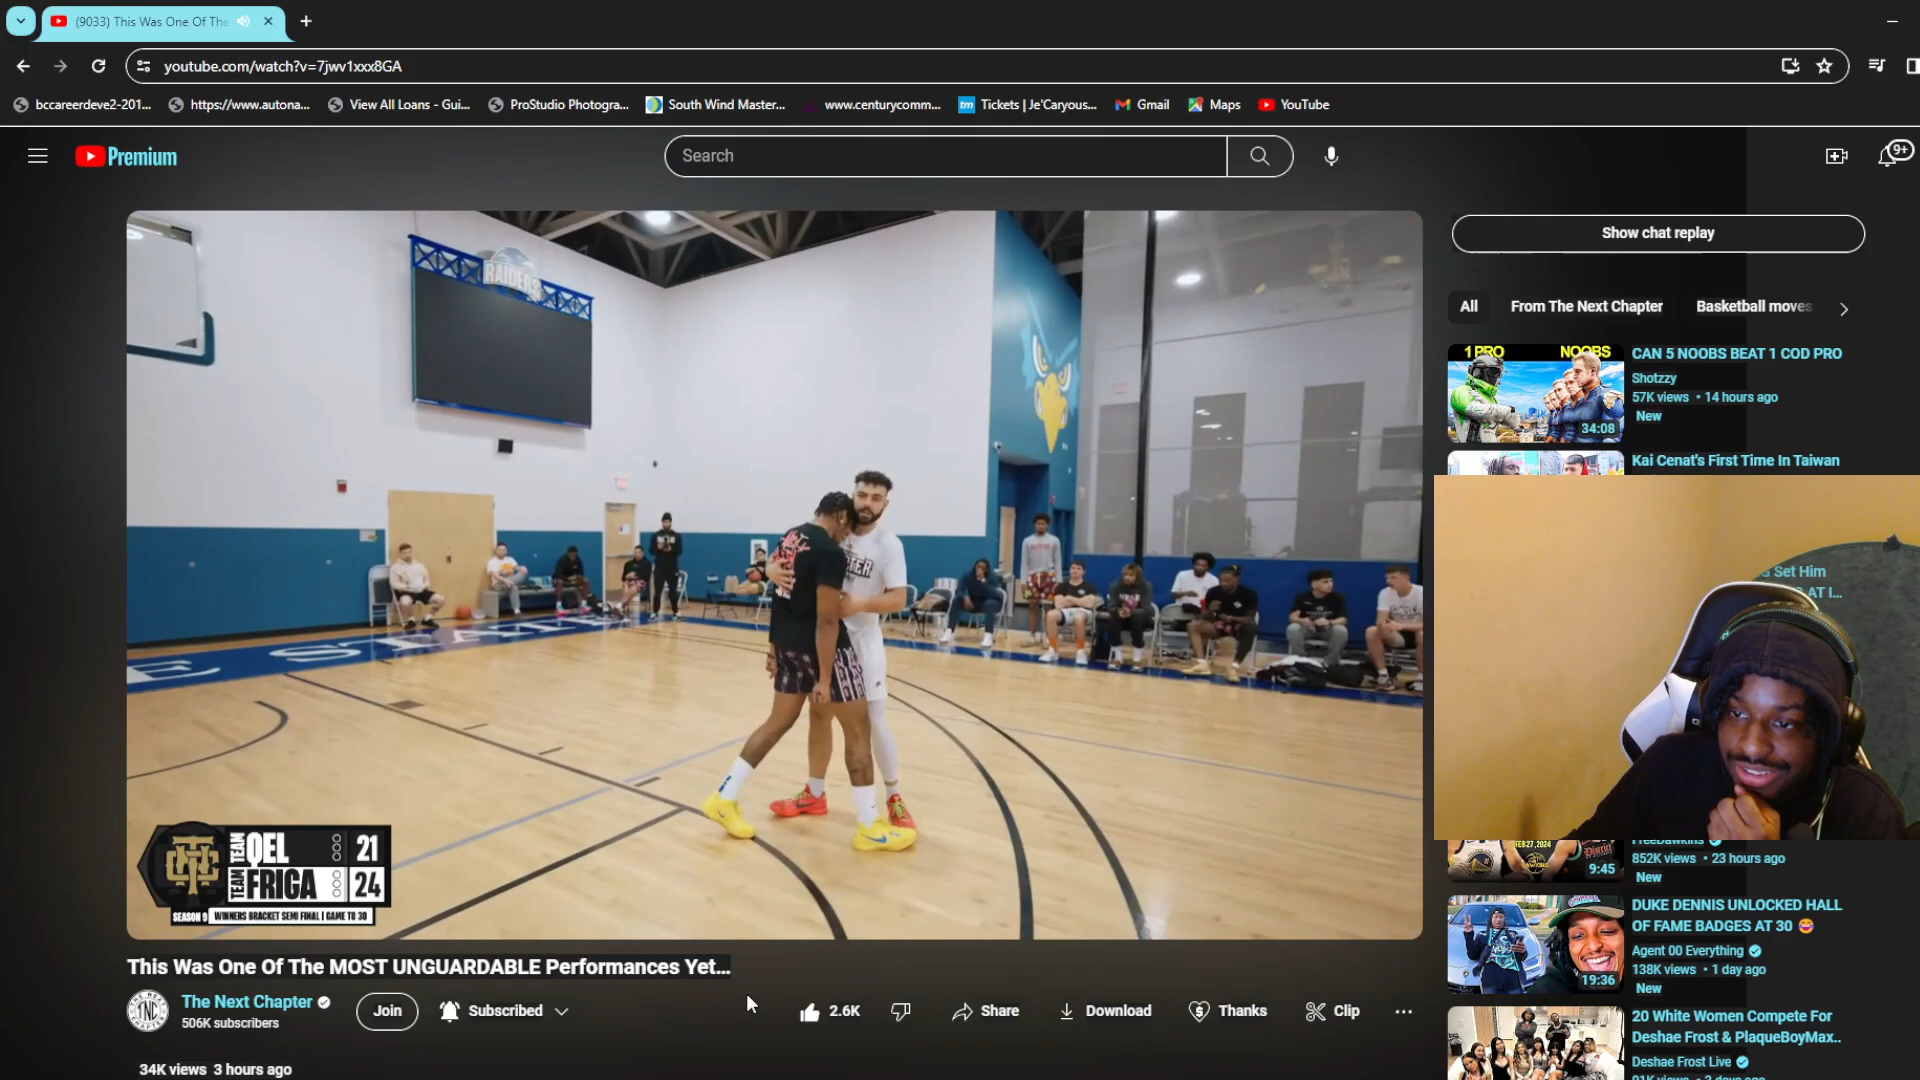 (9033) This Was One Of The
youtube.com/watch?v=7jwv1xxx8GA
bccareerdeve2-201...
https://www.autona...
View All Loans - Gui...
ProStudio Photogra...
South Wind Master...
www.centurycomm...
tm Tickets | Je'Caryous...
Gmail
Maps
YouTube
Premium
Search
9+
RAIDERS
E STAT
TEAM QEL 21
TEAM FRIGA 24
SEASON 9 WINNERS BRACKET SEMI FINAL | GAME TO 30
This Was One Of The MOST UNGUARDABLE Performances Yet...
The Next Chapter
506K subscribers
Join
Subscribed
2.6K
Share
Download
Thanks
Clip
34K views 3 hours ago
Show chat replay
All
From The Next Chapter
Basketball moves
1 PRO NOOBS
34:08
CAN 5 NOOBS BEAT 1 COD PRO
Shotzzy
57K views • 14 hours ago
New
Kai Cenat's First Time In Taiwan
Set Him
AT I...
FreeDawkins
FEB 27, 2024
9:45
852K views • 23 hours ago
New
19:36
DUKE DENNIS UNLOCKED HALL
OF FAME BADGES AT 30
Agent 00 Everything
138K views • 1 day ago
New
20 White Women Compete For
Deshae Frost & PlaqueBoyMax..
Deshae Frost Live